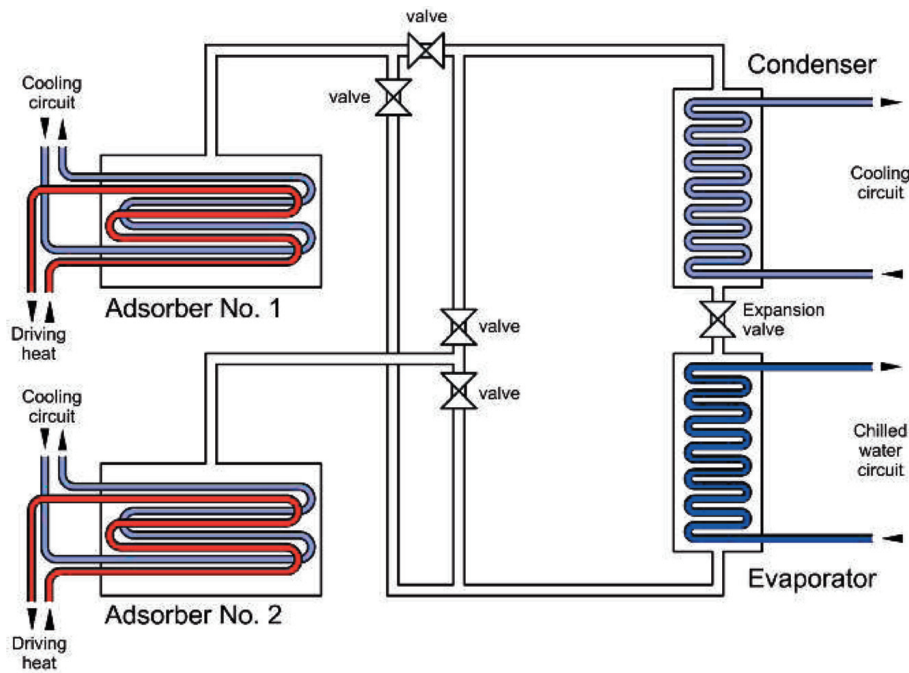 valve
Condenser
Cooling
circuit
valve
Cooling
circuit
Adsorber No. 1
Expansion
valve
Driving
heat
valve
Cooling
circuit
valve
Chilled
water
circuit
Evaporator
Adsorber No. 2
Driving
heat